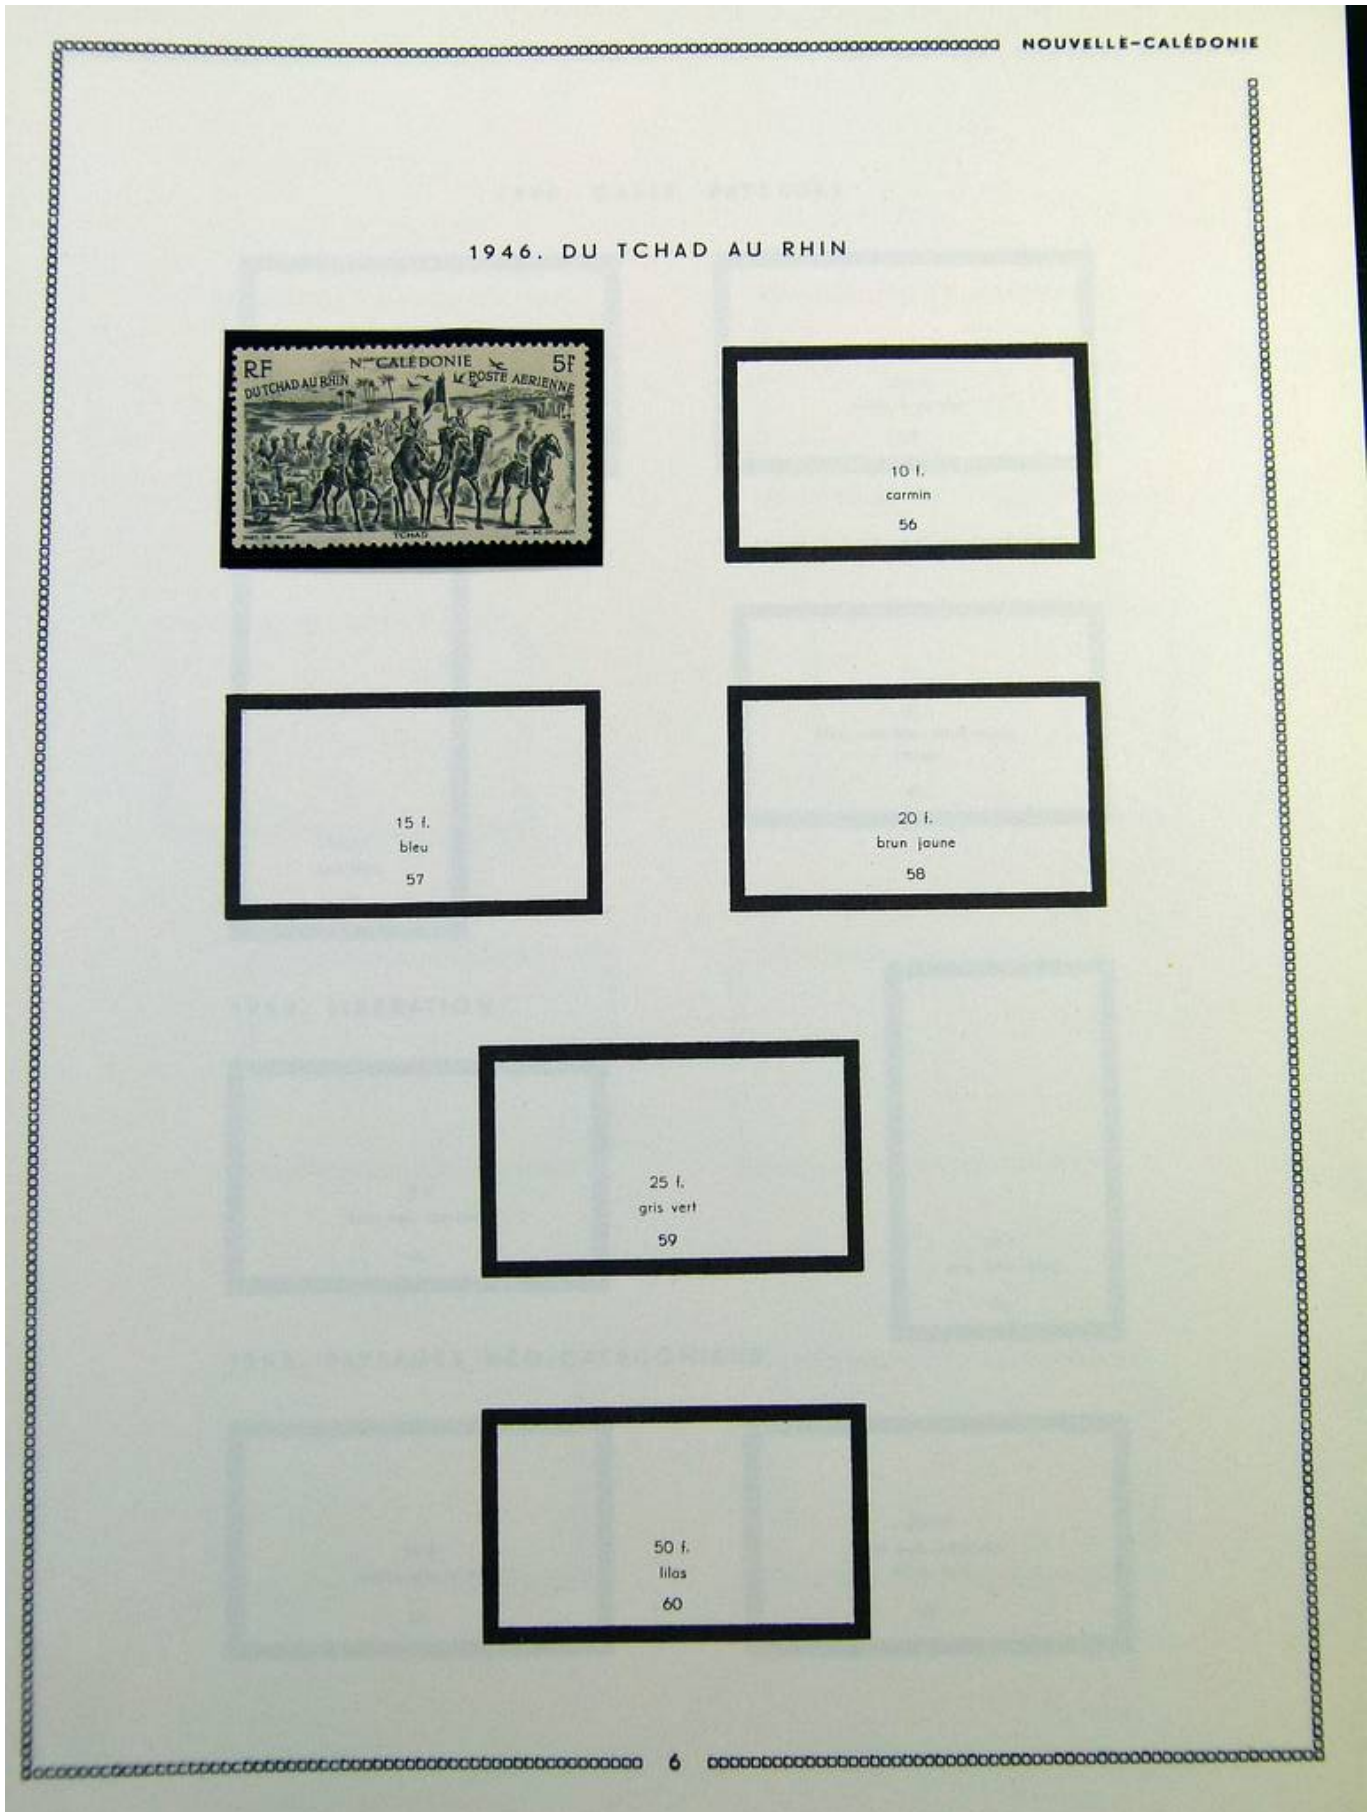 NOUVELLE-CALÉDONIE
1946. DU TCHAD AU RHIN
RF Nlle CALÉDONIE 5f
DU TCHAD AU RHIN POSTE AERIENNE
TCHAD
10 f.
carmin
56
15 f.
bleu
57
20 f.
brun jaune
58
25 f.
gris vert
59
50 f.
lilas
60
6